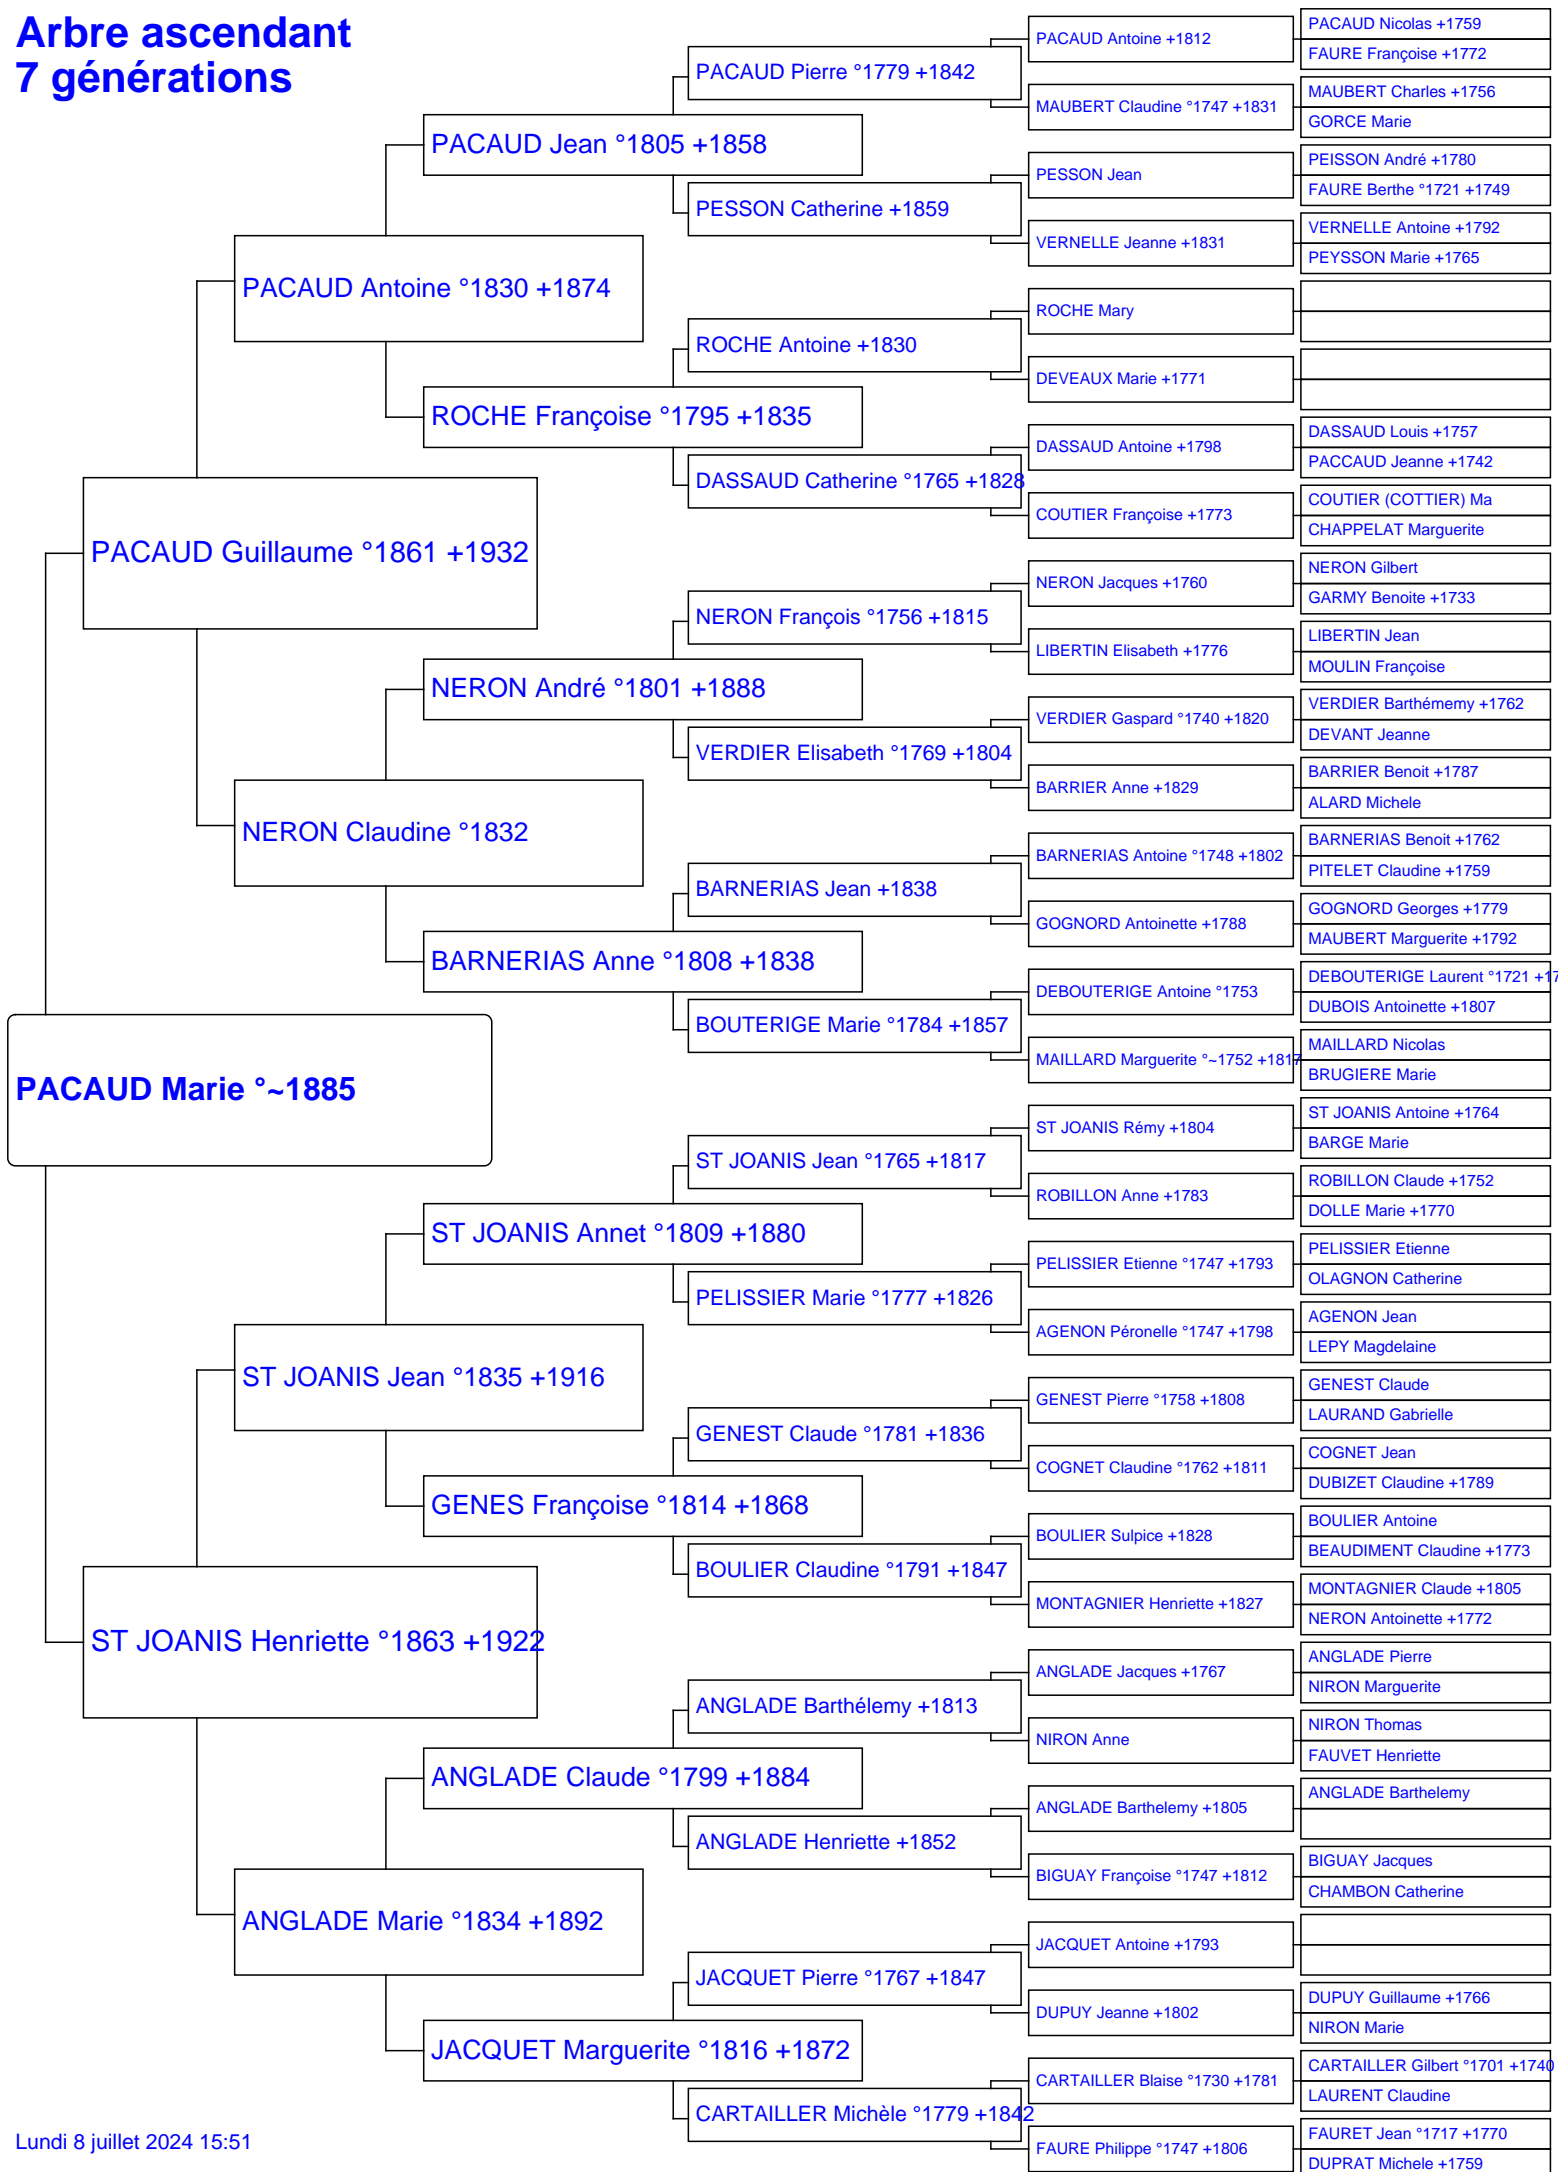 Arbre ascendant
7 générations
PACAUD Marie °~1885
PACAUD Guillaume °1861 +1932
ST JOANIS Henriette °1863 +1922
PACAUD Antoine °1830 +1874
NERON Claudine °1832
ST JOANIS Jean °1835 +1916
ANGLADE Marie °1834 +1892
PACAUD Jean °1805 +1858
ROCHE Françoise °1795 +1835
NERON André °1801 +1888
BARNERIAS Anne °1808 +1838
ST JOANIS Annet °1809 +1880
GENES Françoise °1814 +1868
ANGLADE Claude °1799 +1884
JACQUET Marguerite °1816 +1872
PACAUD Pierre °1779 +1842
PESSON Catherine +1859
ROCHE Antoine +1830
DASSAUD Catherine °1765 +1828
NERON François °1756 +1815
VERDIER Elisabeth °1769 +1804
BARNERIAS Jean +1838
BOUTERIGE Marie °1784 +1857
ST JOANIS Jean °1765 +1817
PELISSIER Marie °1777 +1826
GENEST Claude °1781 +1836
BOULIER Claudine °1791 +1847
ANGLADE Barthélemy +1813
ANGLADE Henriette +1852
JACQUET Pierre °1767 +1847
CARTAILLER Michèle °1779 +1842
PACAUD Antoine +1812
MAUBERT Claudine °1747 +1831
PESSON Jean
VERNELLE Jeanne +1831
ROCHE Mary
DEVEAUX Marie +1771
DASSAUD Antoine +1798
COUTIER Françoise +1773
NERON Jacques +1760
LIBERTIN Elisabeth +1776
VERDIER Gaspard °1740 +1820
BARRIER Anne +1829
BARNERIAS Antoine °1748 +1802
GOGNORD Antoinette +1788
DEBOUTERIGE Antoine °1753
MAILLARD Marguerite °~1752 +1817
ST JOANIS Rémy +1804
ROBILLON Anne +1783
PELISSIER Etienne °1747 +1793
AGENON Péronelle °1747 +1798
GENEST Pierre °1758 +1808
COGNET Claudine °1762 +1811
BOULIER Sulpice +1828
MONTAGNIER Henriette +1827
ANGLADE Jacques +1767
NIRON Anne
ANGLADE Barthelemy +1805
BIGUAY Françoise °1747 +1812
JACQUET Antoine +1793
DUPUY Jeanne +1802
CARTAILLER Blaise °1730 +1781
FAURE Philippe °1747 +1806
PACAUD Nicolas +1759
FAURE Françoise +1772
MAUBERT Charles +1756
GORCE Marie
PEISSON André +1780
FAURE Berthe °1721 +1749
VERNELLE Antoine +1792
PEYSSON Marie +1765
DASSAUD Louis +1757
PACCAUD Jeanne +1742
COUTIER (COTTIER) Ma
CHAPPELAT Marguerite
NERON Gilbert
GARMY Benoite +1733
LIBERTIN Jean
MOULIN Françoise
VERDIER Barthémemy +1762
DEVANT Jeanne
BARRIER Benoit +1787
ALARD Michele
BARNERIAS Benoit +1762
PITELET Claudine +1759
GOGNORD Georges +1779
MAUBERT Marguerite +1792
DEBOUTERIGE Laurent °1721
DUBOIS Antoinette +1807
MAILLARD Nicolas
BRUGIERE Marie
ST JOANIS Antoine +1764
BARGE Marie
ROBILLON Claude +1752
DOLLE Marie +1770
PELISSIER Etienne
OLAGNON Catherine
AGENON Jean
LEPY Magdelaine
GENEST Claude
LAURAND Gabrielle
COGNET Jean
DUBIZET Claudine +1789
BOULIER Antoine
BEAUDIMENT Claudine +1773
MONTAGNIER Claude +1805
NERON Antoinette +1772
ANGLADE Pierre
NIRON Marguerite
NIRON Thomas
FAUVET Henriette
ANGLADE Barthelemy
BIGUAY Jacques
CHAMBON Catherine
DUPUY Guillaume +1766
NIRON Marie
CARTAILLER Gilbert °1701 +1740
LAURENT Claudine
FAURET Jean °1717 +1770
DUPRAT Michele +1759
Lundi 8 juillet 2024 15:51